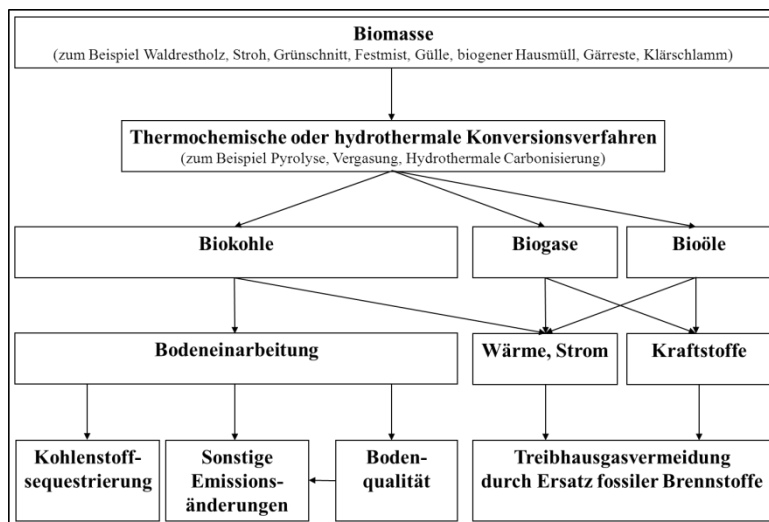 Biomasse
(zum Beispiel Waldrestholz, Stroh, Grünschnitt, Festmist, Gülle, biogener Hausmüll, Gärreste, Klärschlamm)
Thermochemische oder hydrothermale Konversionsverfahren
(zum Beispiel Pyrolyse, Vergasung, Hydrothermale Carbonisierung)
Biokohle
Biogase
Bioöle
Bodeneinarbeitung
Wärme, Strom
Kraftstoffe
Kohlenstoff-
sequestrierung
Sonstige
Emissions-
änderungen
Boden-
qualität
Treibhausgasvermeidung
durch Ersatz fossiler Brennstoffe